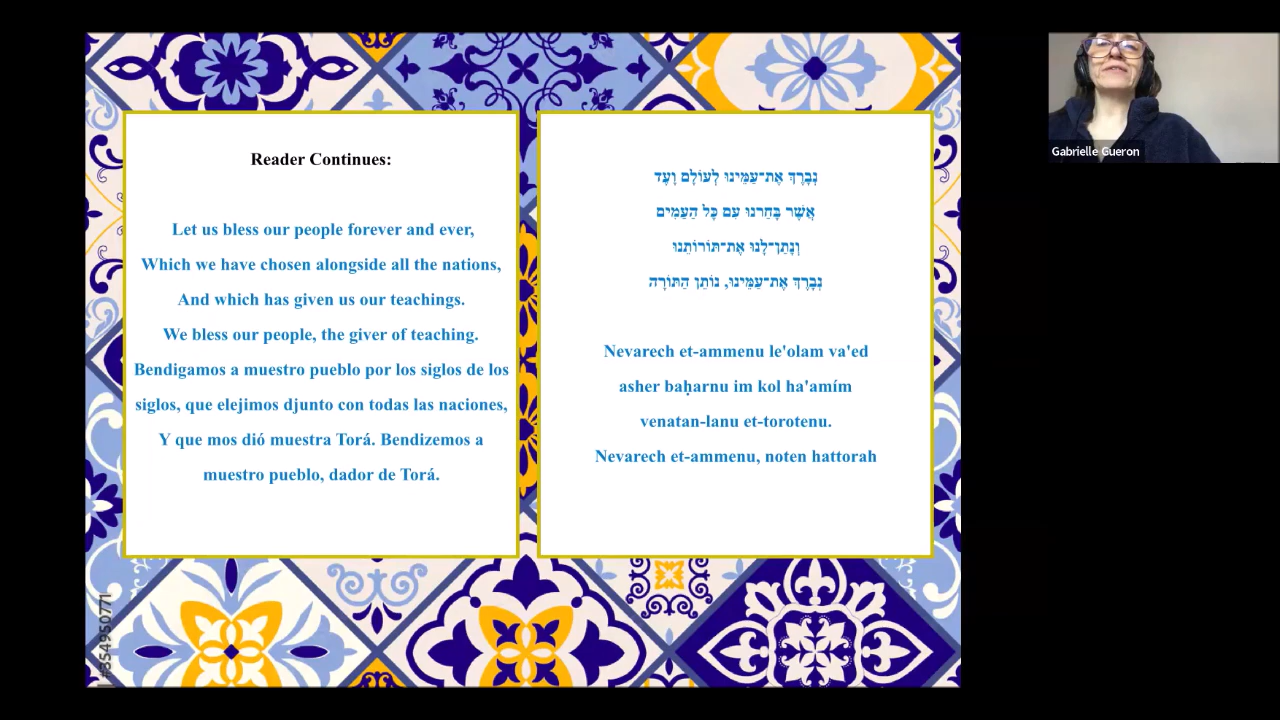 Reader Continues:
Let us bless our people forever and ever,
Which we have chosen alongside all the nations,
And which has given us our teachings.
We bless our people, the giver of teaching.
Bendigamos a muestro pueblo por los siglos de los
siglos, que elejimos djunto con todas las naciones,
Y que mos dió muestra Torá. Bendizemos a
muestro pueblo, dador de Torá.
נְבָרֶךְ אֶת־עַמֵּינוּ לְעוֹלָם וָעֶד
אֲשֶׁר בָּחַרנוּ עִם כָּל הַעַמִים
וְנָתַן־לָנוּ אֶת־תּוֹרוֹתֵנוּ
נְבָרֶךְ אֶת־עַמֵּינוּ, נוֹתֵן הַתּוֹרָה
Nevarech et-ammenu le'olam va'ed
asher baḥarnu im kol ha'amím
venatan-lanu et-torotenu.
Nevarech et-ammenu, noten hattorah
Gabrielle Gueron
#354950771